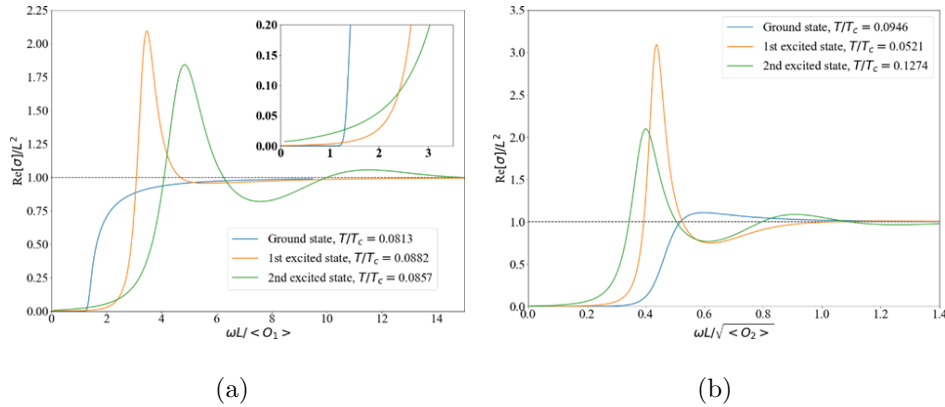 2.25
2.00
1.75
1.50
1.25
1.00
0.75
0.50
0.25
0.00
Re[σ]/L²
0 2 4 6 8 10 12 14
ωL/<O₁>
0.20
0.15
0.10
0.05
0.00
0 1 2 3
Ground state, T/T_c = 0.0813
1st excited state, T/T_c = 0.0882
2nd excited state, T/T_c = 0.0857
(a)
3.5
3.0
2.5
2.0
1.5
1.0
0.5
0.0
Re[σ]/L²
0.0 0.2 0.4 0.6 0.8 1.0 1.2 1.4
ωL/√<O₂>
Ground state, T/T_c = 0.0946
1st excited state, T/T_c = 0.0521
2nd excited state, T/T_c = 0.1274
(b)